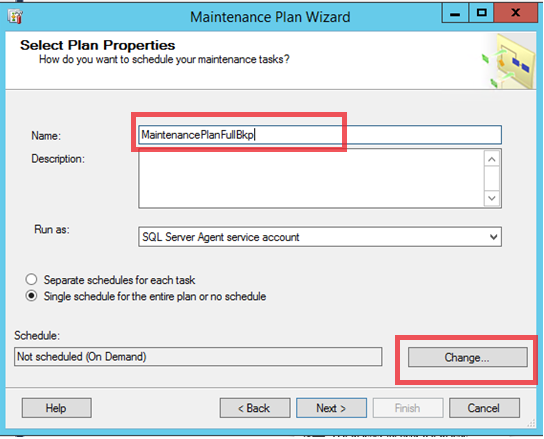 Maintenance Plan Wizard
Select Plan Properties
How do you want to schedule your maintenance tasks?
Name:
MaintenancePlanFullBkp
Description:
Run as:
SQL Server Agent service account
Separate schedules for each task
Single schedule for the entire plan or no schedule
Schedule:
Not scheduled (On Demand)
Change...
Help
< Back
Next >
Finish
Cancel